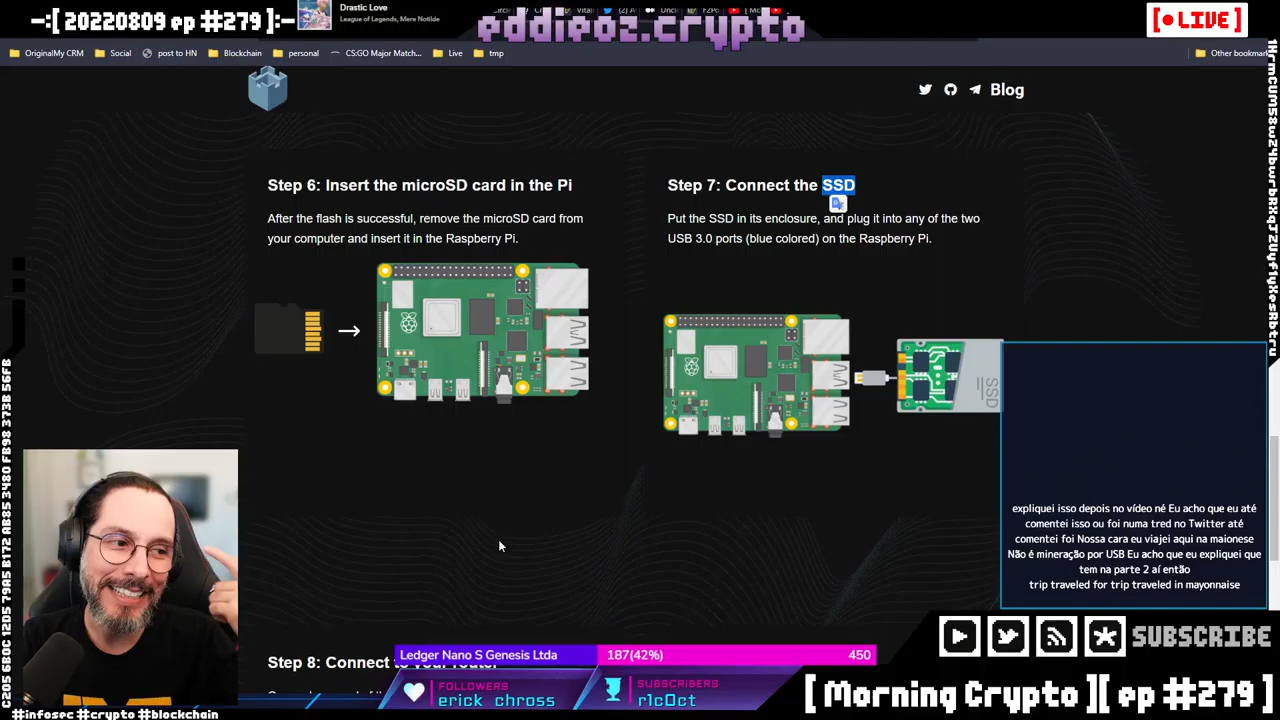 -:[ 20220809 ep #279 ]:-
Drastic Love
League of Legends, Mere Notilde
eddieoz.crypto
[● LIVE]
OriginalMy CRM
Social
post to HN
Blockchain
personal
CS:GO Major Match...
Live
tmp
Other bookmar
Blog
Step 6: Insert the microSD card in the Pi
After the flash is successful, remove the microSD card from
your computer and insert it in the Raspberry Pi.
Step 7: Connect the SSD
Put the SSD in its enclosure, and plug it into any of the two
USB 3.0 ports (blue colored) on the Raspberry Pi.
SSD
expliquei isso depois no vídeo né Eu acho que eu até
comentei isso ou foi numa tred no Twitter até
comentei foi Nossa cara eu viajei aqui na maionese
Não é mineração por USB Eu acho que eu expliquei que
tem na parte 2 aí então
trip traveled for trip traveled in mayonnaise
Step 8: Connect to your router
Ledger Nano S Genesis Ltda
187(42%)
450
FOLLOWERS
erick_chross
SUBSCRIBERS
r1c0ct
SUBSCRIBE
[ Morning Crypto ][ ep #279 ]
#infosec #crypto #blockchain